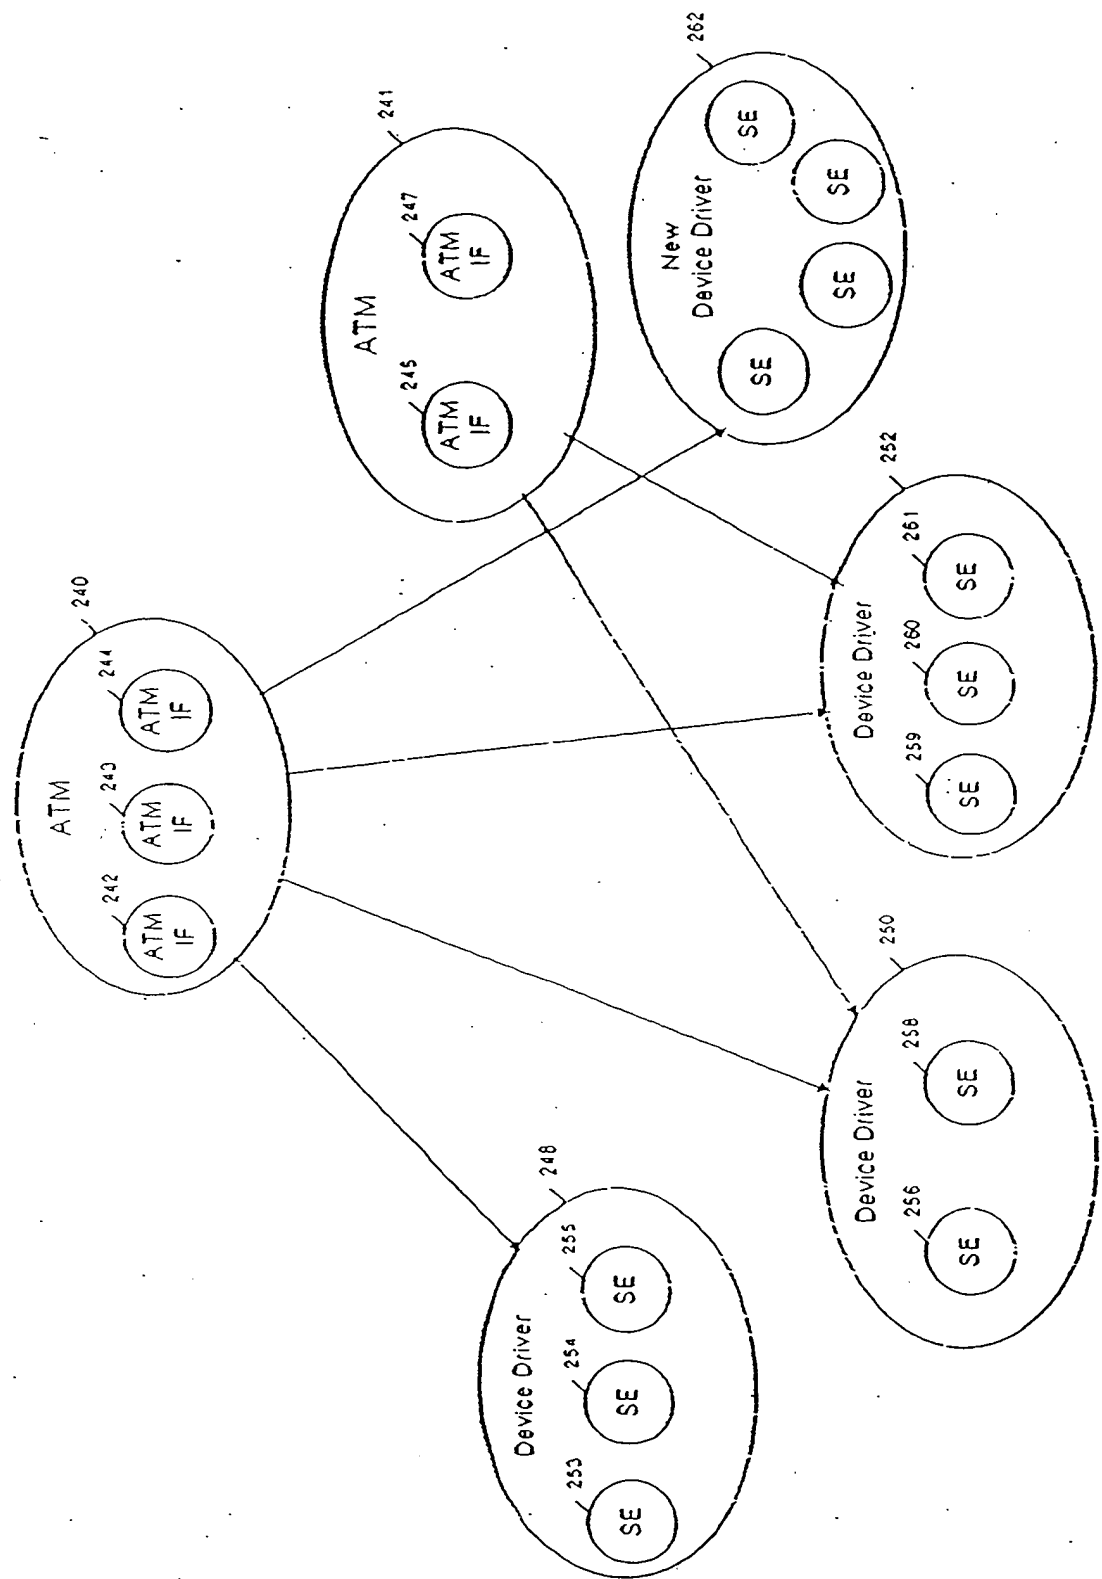 240
ATM
242
243
244
ATM
IF
ATM
IF
ATM
IF
241
ATM
245
247
ATM
IF
ATM
IF
248
Device Driver
253
254
255
SE
SE
SE
250
Device Driver
256
258
SE
SE
252
Device Driver
259
260
261
SE
SE
SE
262
New
Device Driver
SE
SE
SE
SE